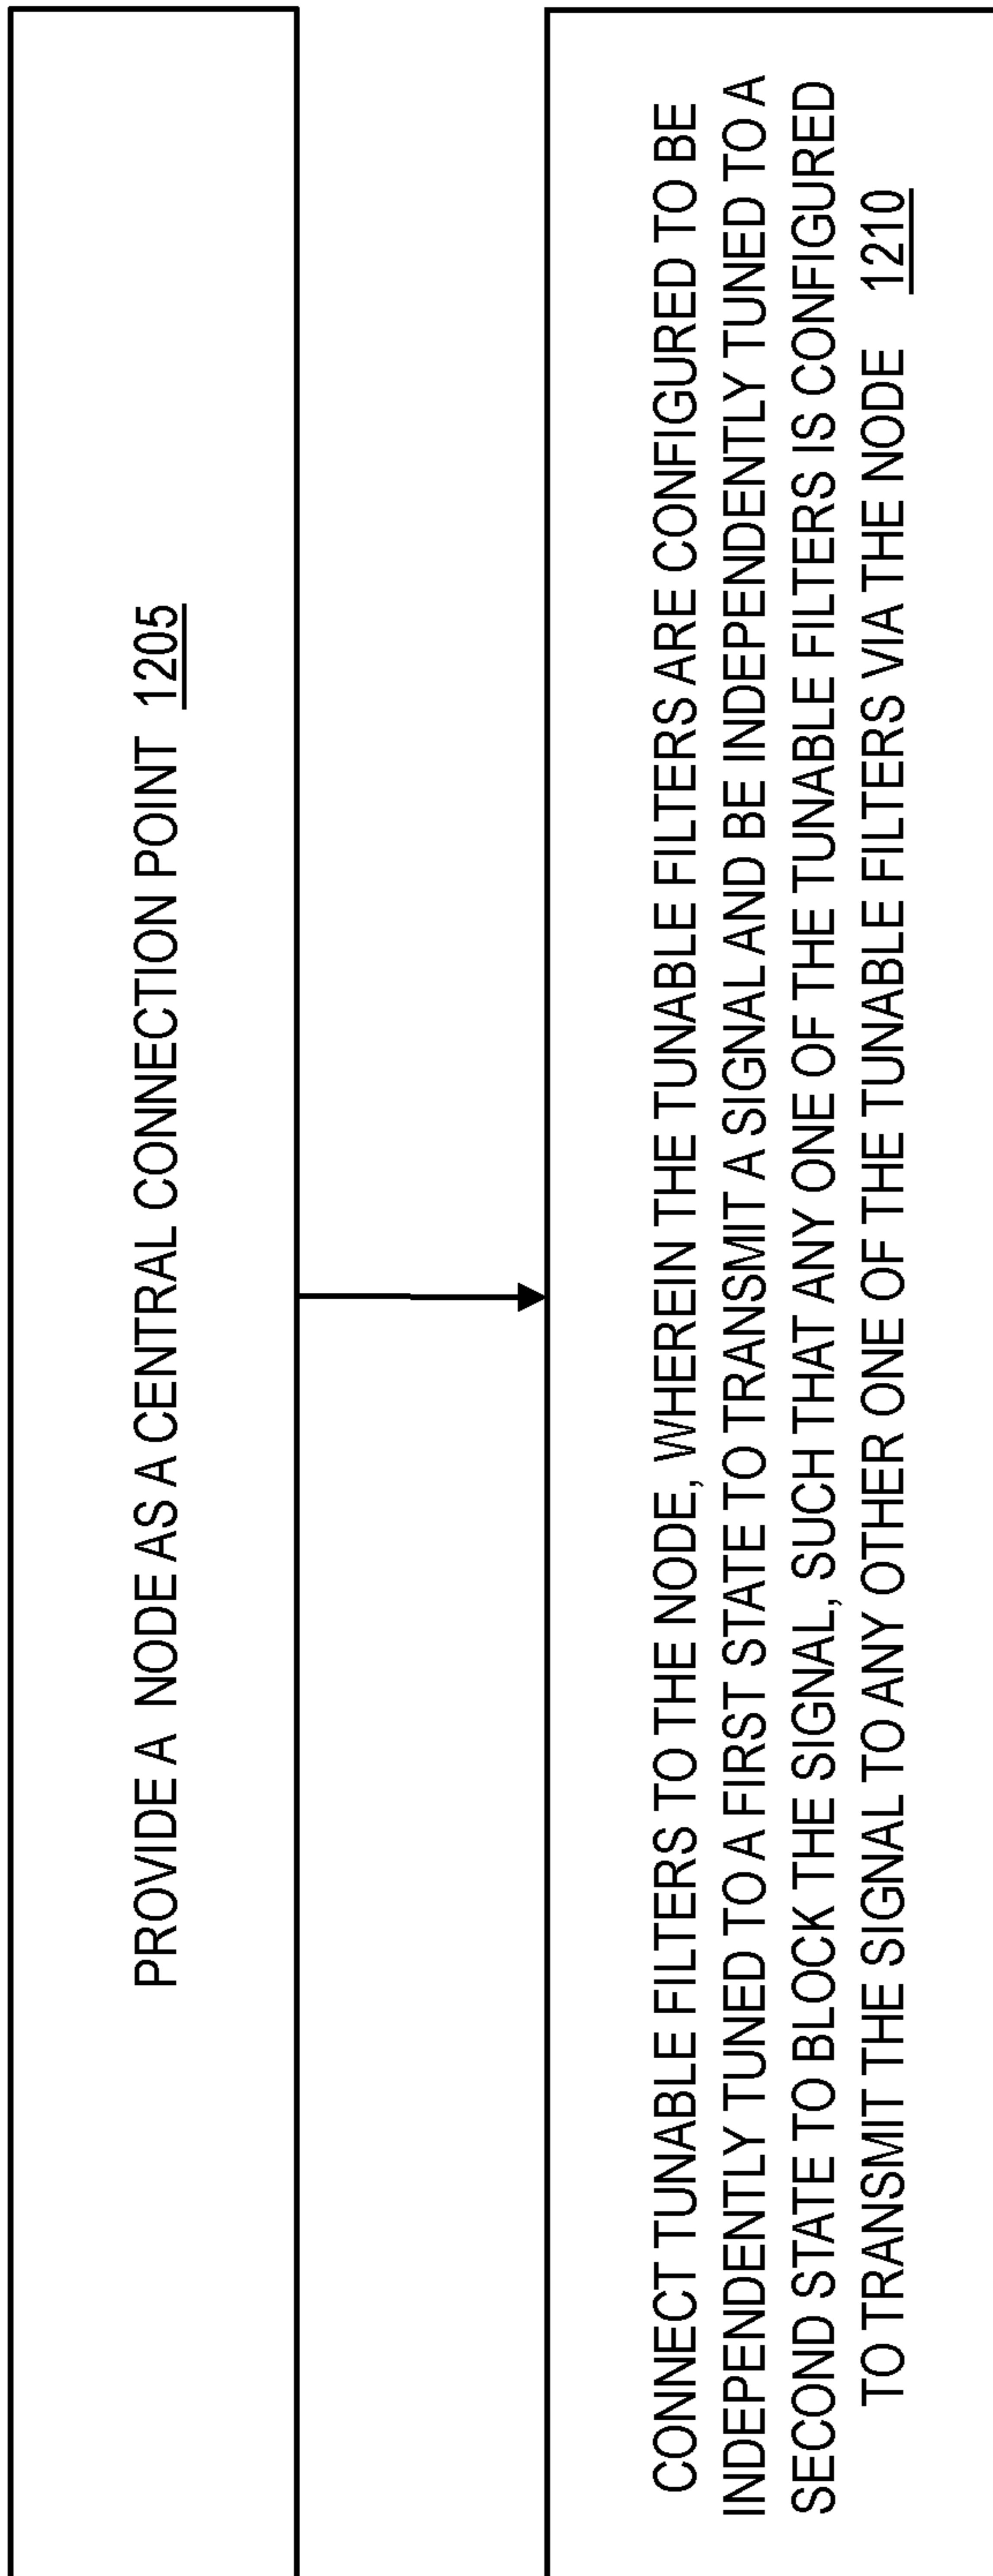 PROVIDE A NODE AS A CENTRAL CONNECTION POINT 1205
CONNECT TUNABLE FILTERS TO THE NODE, WHEREIN THE TUNABLE FILTERS ARE CONFIGURED TO BE
INDEPENDENTLY TUNED TO A FIRST STATE TO TRANSMIT A SIGNAL AND BE INDEPENDENTLY TUNED TO A
SECOND STATE TO BLOCK THE SIGNAL, SUCH THAT ANY ONE OF THE TUNABLE FILTERS IS CONFIGURED
TO TRANSMIT THE SIGNAL TO ANY OTHER ONE OF THE TUNABLE FILTERS VIA THE NODE 1210